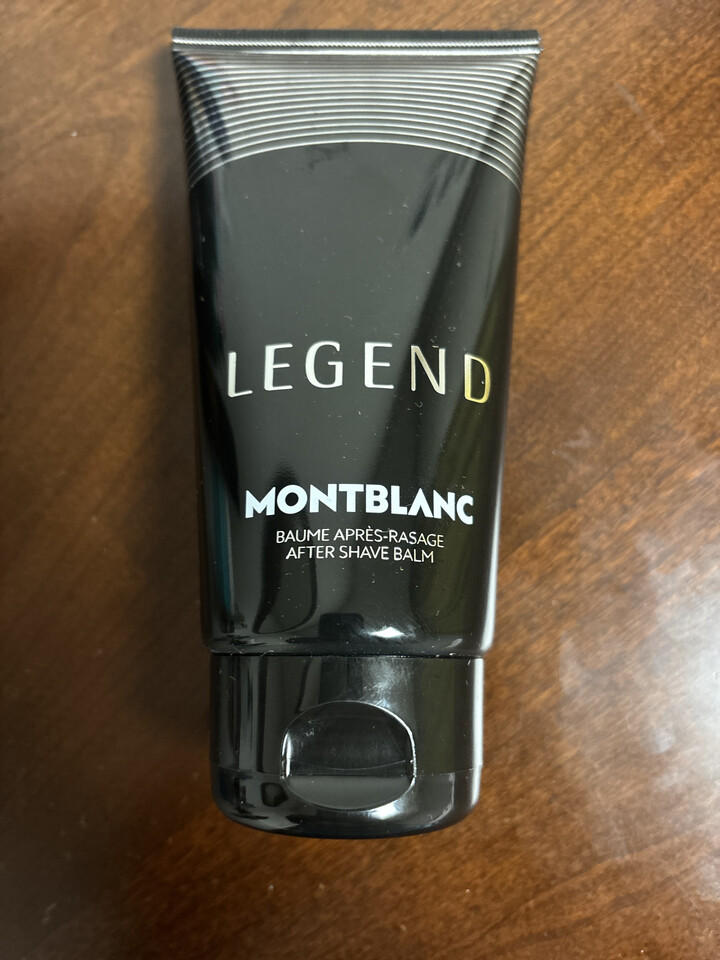 LEGEND
MONTBLANC
BAUME APRÈS-RASAGE
AFTER SHAVE BALM